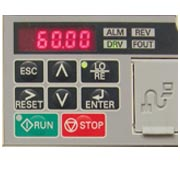 60.00
ALM REV
DRV FOUT
ESC
LO
RE
RESET
ENTER
RUN
STOP